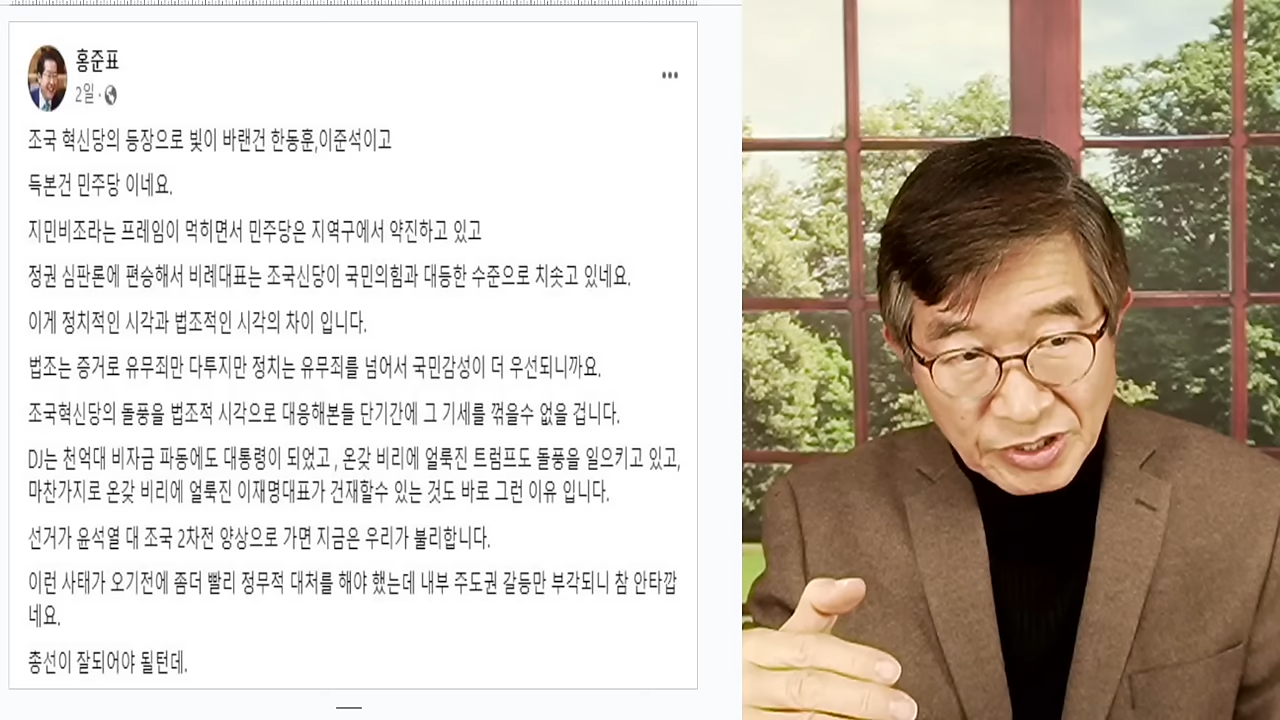 홍준표
2일 ·
조국 혁신당의 등장으로 빛이 바랜건 한동훈,이준석이고
득본건 민주당 이네요.
지민비조라는 프레임이 먹히면서 민주당은 지역구에서 약진하고 있고
정권 심판론에 편승해서 비례대표는 조국신당이 국민의힘과 대등한 수준으로 치솟고 있네요.
이게 정치적인 시각과 법조적인 시각의 차이 입니다.
법조는 증거로 유무죄만 다투지만 정치는 유무죄를 넘어서 국민감성이 더 우선되니까요.
조국혁신당의 돌풍을 법조적 시각으로 대응해본들 단기간에 그 기세를 꺾을수 없을 겁니다.
DJ는 천억대 비자금 파동에도 대통령이 되었고 , 온갖 비리에 얼룩진 트럼프도 돌풍을 일으키고 있고,
마찬가지로 온갖 비리에 얼룩진 이재명대표가 건재할수 있는 것도 바로 그런 이유 입니다.
선거가 윤석열 대 조국 2차전 양상으로 가면 지금은 우리가 불리합니다.
이런 사태가 오기전에 좀더 빨리 정무적 대처를 해야 했는데 내부 주도권 갈등만 부각되니 참 안타깝
네요.
총선이 잘되어야 될턴데.